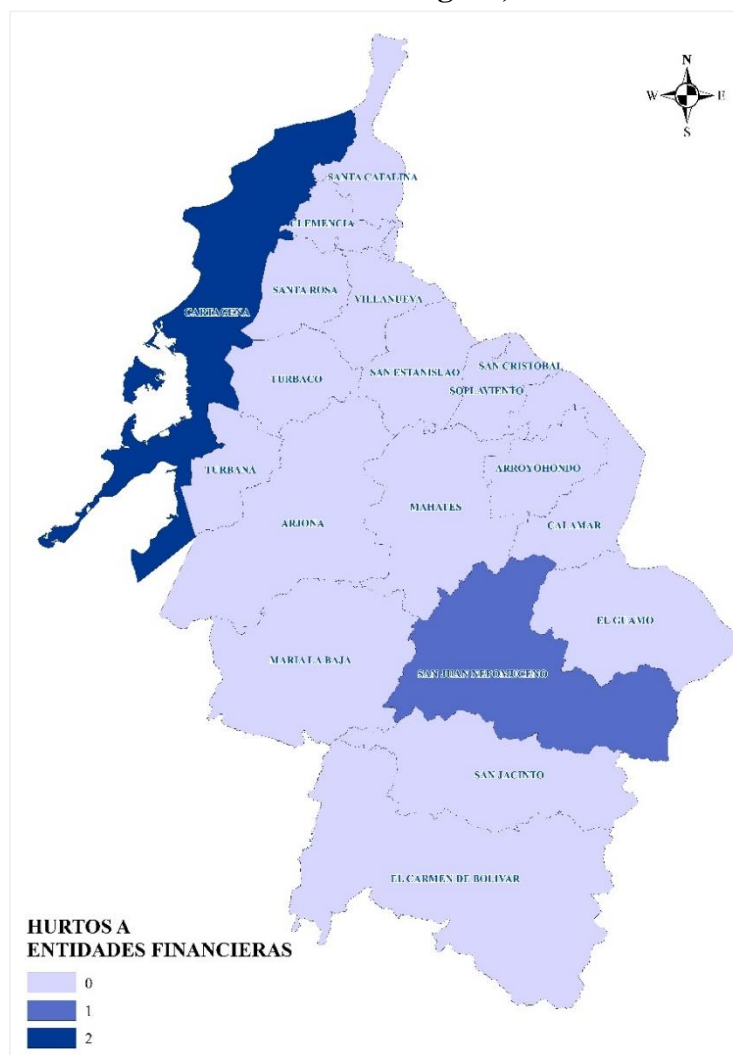 N
W E
S
SANTA CATALINA
CLEMENCIA
SANTA ROSA
VILLANUEVA
CARTAGENA
TURBACO
SAN ESTANISLAO
SAN CRISTOBAL
SOPLAVIENTO
TURBANA
ARROYOHONDO
MAHATES
ARJONA
CALAMAR
EL GUAMO
MARIA LA BAJA
SAN JUAN NEPOMUCENO
SAN JACINTO
EL CARMEN DE BOLIVAR
HURTOS A
ENTIDADES FINANCIERAS
0
1
2